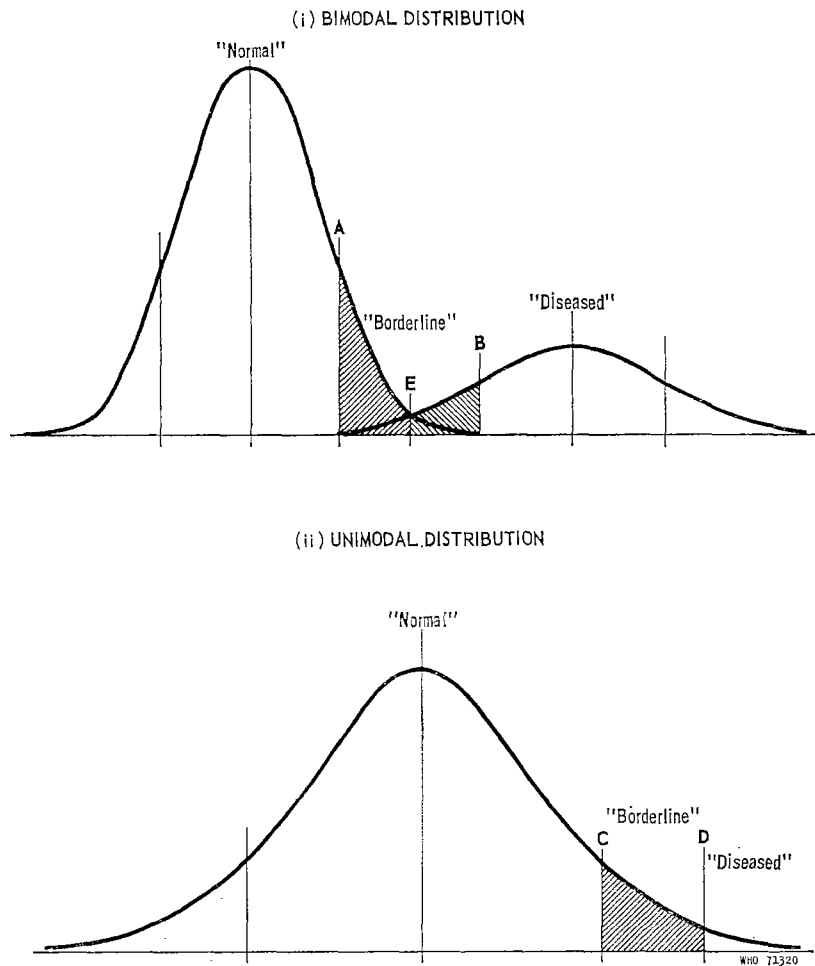 (i) BIMODAL DISTRIBUTION
"Normal"
A
"Borderline"
"Diseased"
B
E
(ii) UNIMODAL DISTRIBUTION
"Normal"
"Borderline"
C
D
"Diseased"
WHO 71320